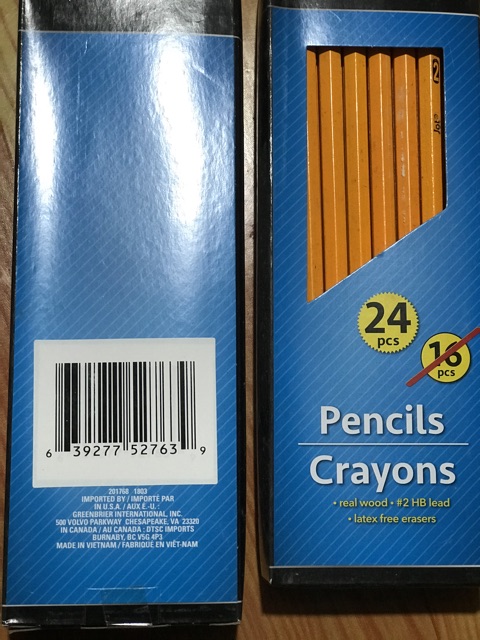 6 39277 52763 9
201768 1803
IMPORTED BY / IMPORTÉ PAR
IN U.S.A. / AUX É.-U. :
GREENBRIER INTERNATIONAL, INC.
500 VOLVO PARKWAY CHESAPEAKE, VA 23320
IN CANADA / AU CANADA : DTSC IMPORTS
BURNABY, BC V5G 4P3
MADE IN VIETNAM / FABRIQUÉ EN VIÊT-NAM
2
Jot
24
pcs
16
pcs
Pencils
Crayons
• real wood • #2 HB lead
• latex free erasers